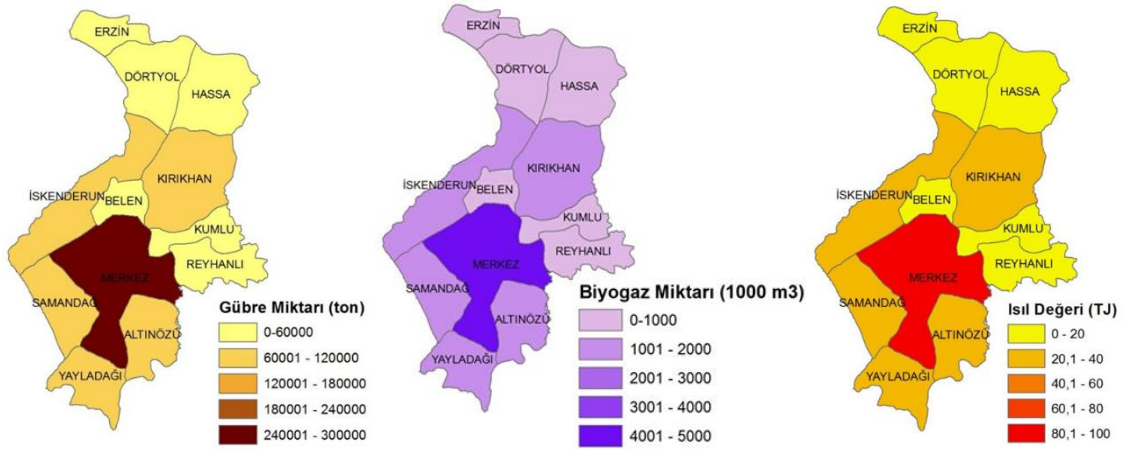 ERZİN
DÖRTYOL
HASSA
KIRIKHAN
İSKENDERUN
BELEN
KUMLU
REYHANLI
MERKEZ
SAMANDAĞ
ALTINÖZÜ
YAYLADAĞI
Gübre Miktarı (ton)
0-60000
60001 - 120000
120001 - 180000
180001 - 240000
240001 - 300000
ERZİN
DÖRTYOL
HASSA
KIRIKHAN
İSKENDERUN
BELEN
KUMLU
REYHANLI
MERKEZ
SAMANDAĞ
ALTINÖZÜ
YAYLADAĞI
Biyogaz Miktarı (1000 m3)
0-1000
1001 - 2000
2001 - 3000
3001 - 4000
4001 - 5000
ERZİN
DÖRTYOL
HASSA
KIRIKHAN
İSKENDERUN
BELEN
KUMLU
REYHANLI
MERKEZ
SAMANDAĞ
ALTINÖZÜ
YAYLADAĞI
Isıl Değeri (TJ)
0 - 20
20,1 - 40
40,1 - 60
60,1 - 80
80,1 - 100